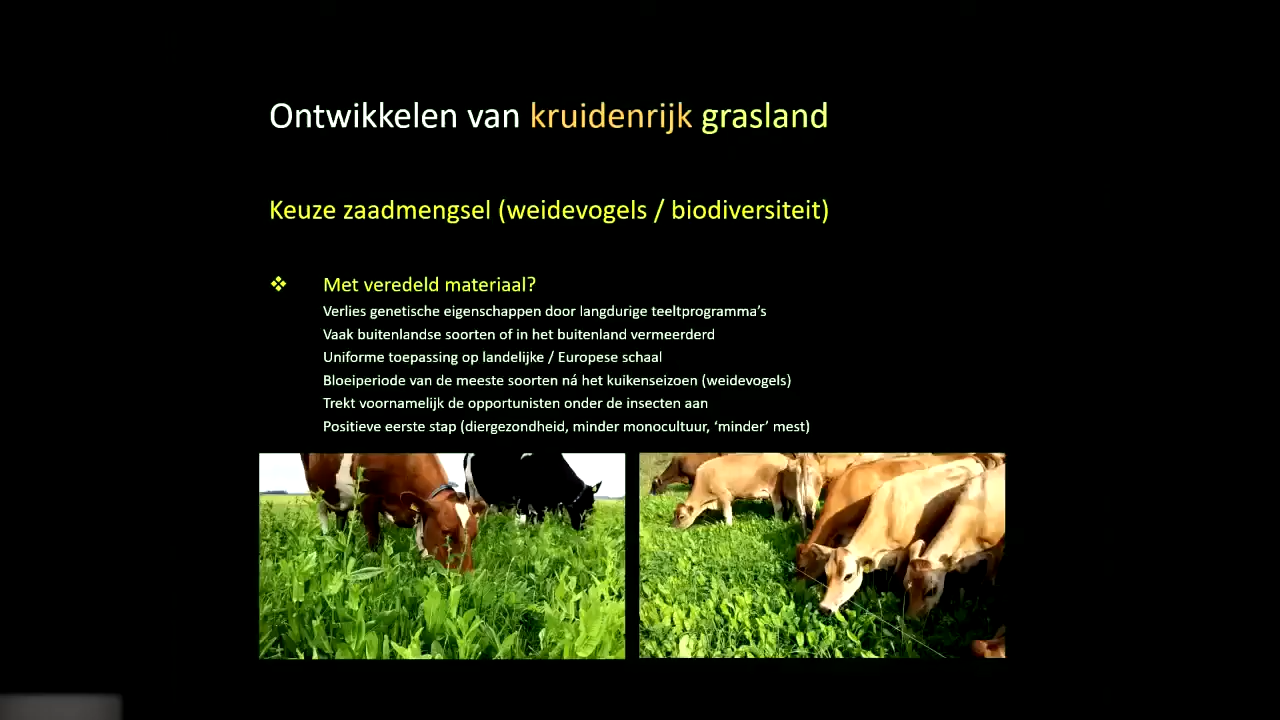 Ontwikkelen van kruidenrijk grasland
Keuze zaadmengsel (weidevogels / biodiversiteit)
❖ Met veredeld materiaal?
Verlies genetische eigenschappen door langdurige teeltprogramma's
Vaak buitenlandse soorten of in het buitenland vermeerderd
Uniforme toepassing op landelijke / Europese schaal
Bloeiperiode van de meeste soorten ná het kuikenseizoen (weidevogels)
Trekt voornamelijk de opportunisten onder de insecten aan
Positieve eerste stap (diergezondheid, minder monocultuur, ‘minder’ mest)